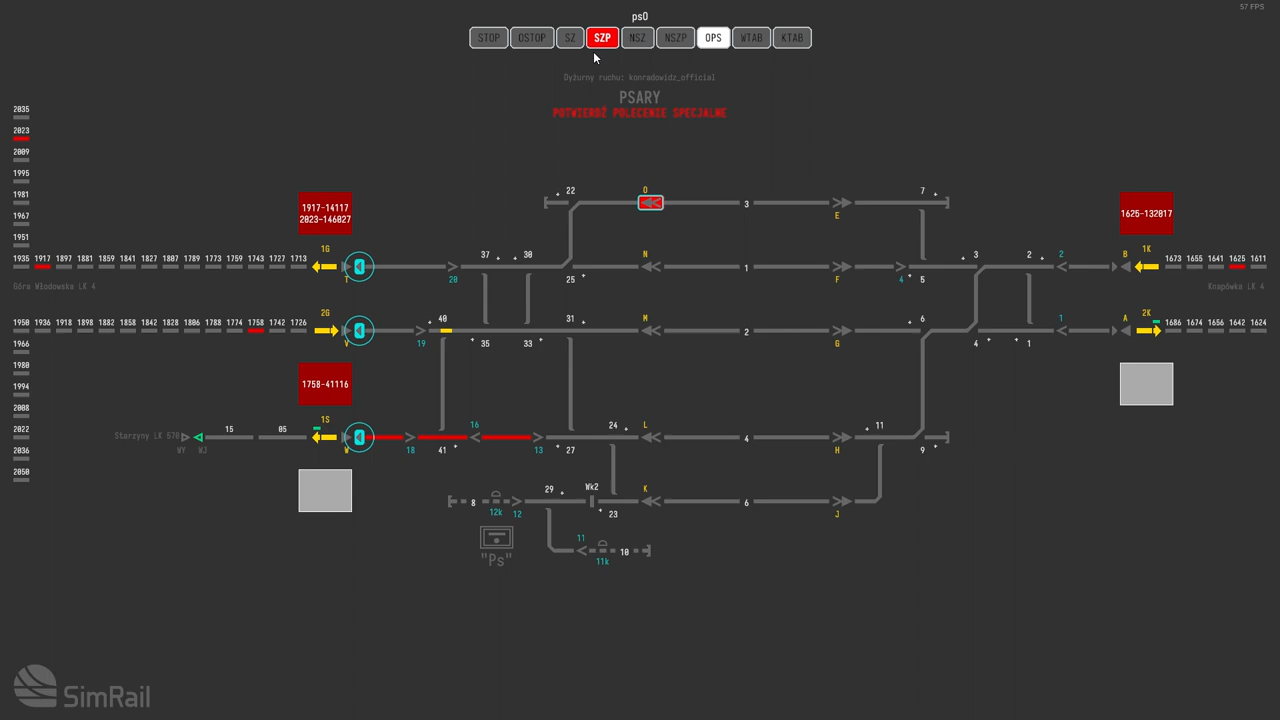 57 FPS
psO
STOP OSTOP SZ SZP NSZ NSZP OPS WTAB KTAB
Dyżurny ruchu: konradowidz_official
PSARY
POTWIERDŹ POLECENIE SPECJALNE
2035
2023
2009
1995
1981
1967
1951
1917-14117
2023-146027
1625-132017
22 O 3 E 7
1935 1917 1897 1881 1859 1841 1827 1807 1789 1773 1759 1743 1727 1713 1G T 20 37 30 25 N 1 F 4 5 3 2 2 B 1K 1673 1655 1641 1625 1611
Góra Włodowska LK 4
Knapówka LK 4
1950 1936 1918 1898 1882 1858 1842 1828 1806 1788 1774 1756 1742 1726 2G V 19 40 35 33 31 M 2 G 6 4 1 1 A 2K 1686 1674 1656 1642 1624
1966
1980
1994
2008
2022
2036
2050
1758-41116
Starzyny LK 570 WY WJ 15 05 1S W 18 41 16 13 27 24 L 4 H 11 9
8 12k 12 29 Wk2 23 K 6 J
"Ps"
11 11k 10
SimRail